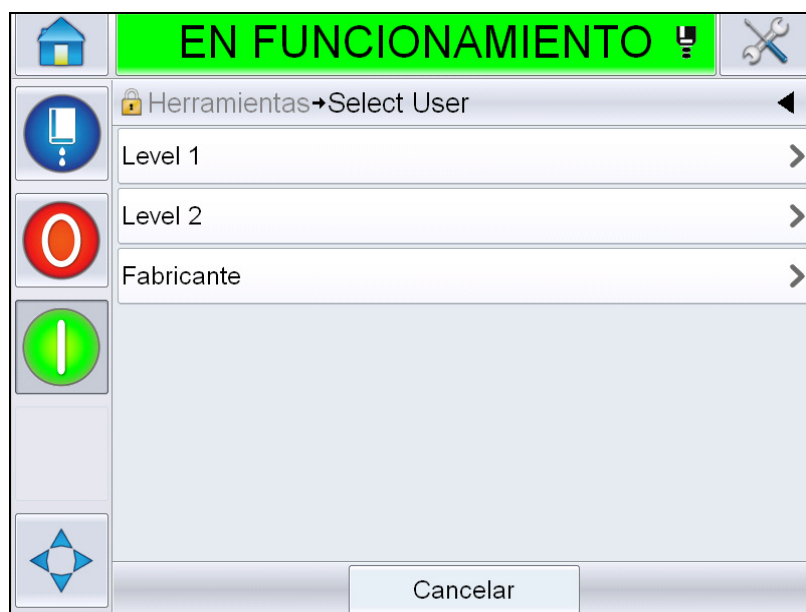 EN FUNCIONAMIENTO
Herramientas→Select User
Level 1
Level 2
Fabricante
Cancelar